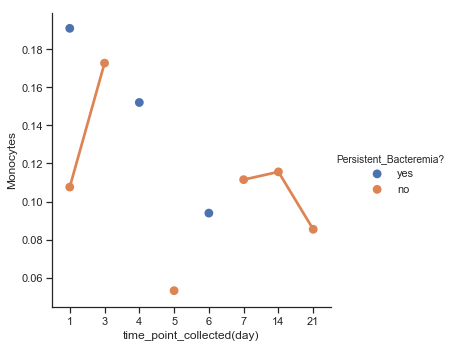 0.18
0.16
0.14
0.12
0.10
0.08
0.06
Monocytes
1 3 4 5 6 7 14 21
time_point_collected(day)
Persistent_Bacteremia?
yes
no